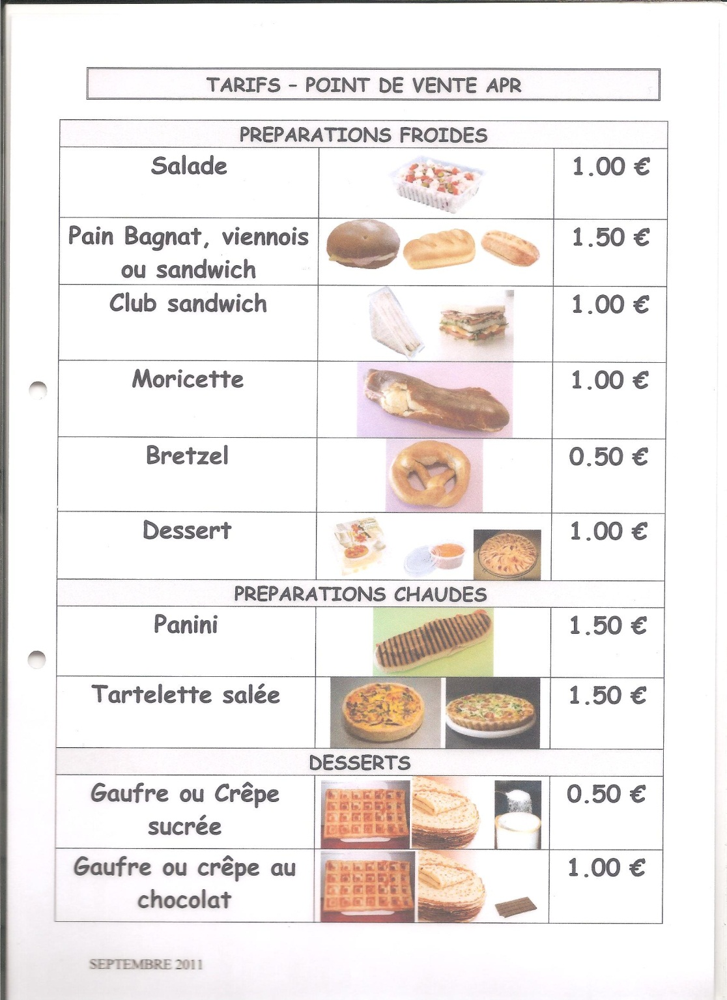 TARIFS – POINT DE VENTE APR
PREPARATIONS FROIDES
Salade 1.00 €
Pain Bagnat, viennois 1.50 €
ou sandwich
Club sandwich 1.00 €
Moricette 1.00 €
Bretzel 0.50 €
Dessert 1.00 €
PREPARATIONS CHAUDES
Panini 1.50 €
Tartelette salée 1.50 €
DESSERTS
Gaufre ou Crêpe 0.50 €
sucrée
Gaufre ou crêpe au 1.00 €
chocolat
SEPTEMBRE 2011